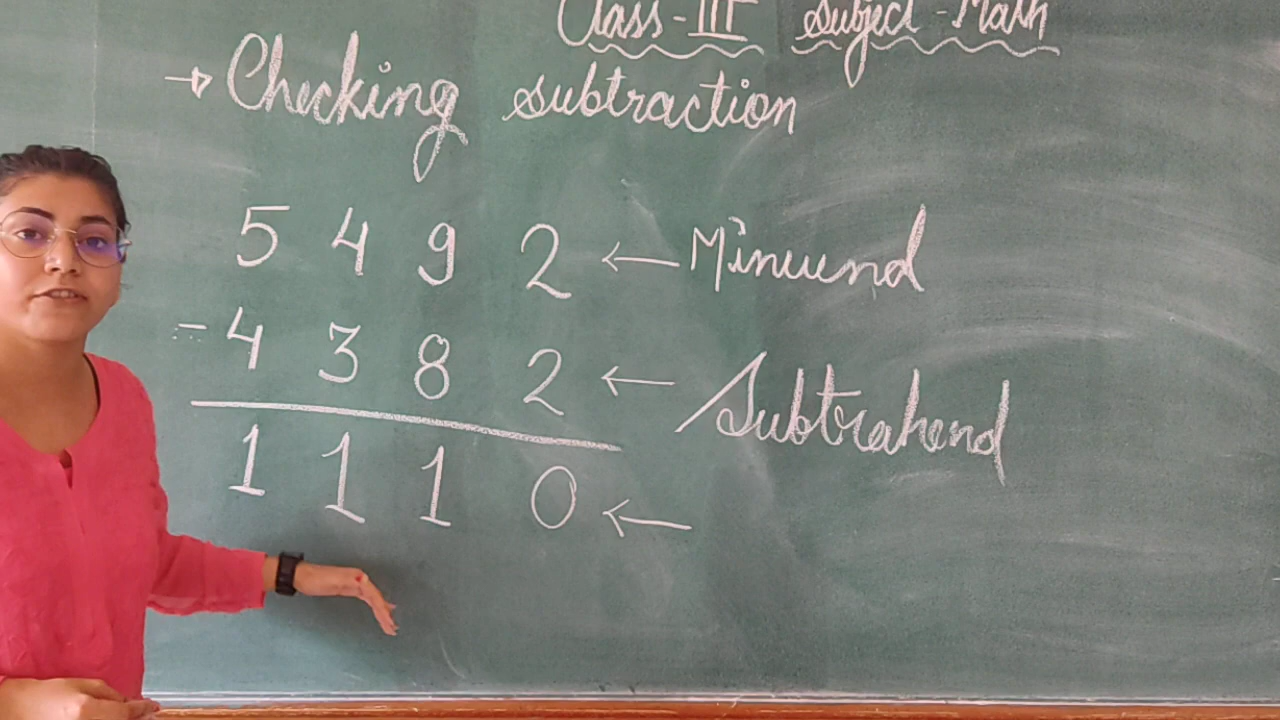 Class-III Subject-Math
→ Checking subtraction
5 4 9 2 ← Minuend
- 4 3 8 2 ← Subtrahend
1 1 1 0 ←